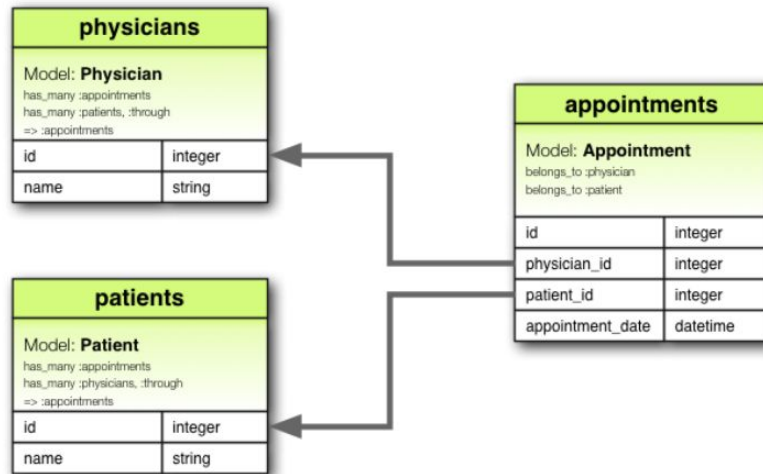 physicians
Model: Physician
has_many :appointments
has_many :patients, :through
=> :appointments
id integer
name string
appointments
Model: Appointment
belongs_to :physician
belongs_to :patient
id integer
physician_id integer
patient_id integer
appointment_date datetime
patients
Model: Patient
has_many :appointments
has_many :physicians, :through
=> :appointments
id integer
name string